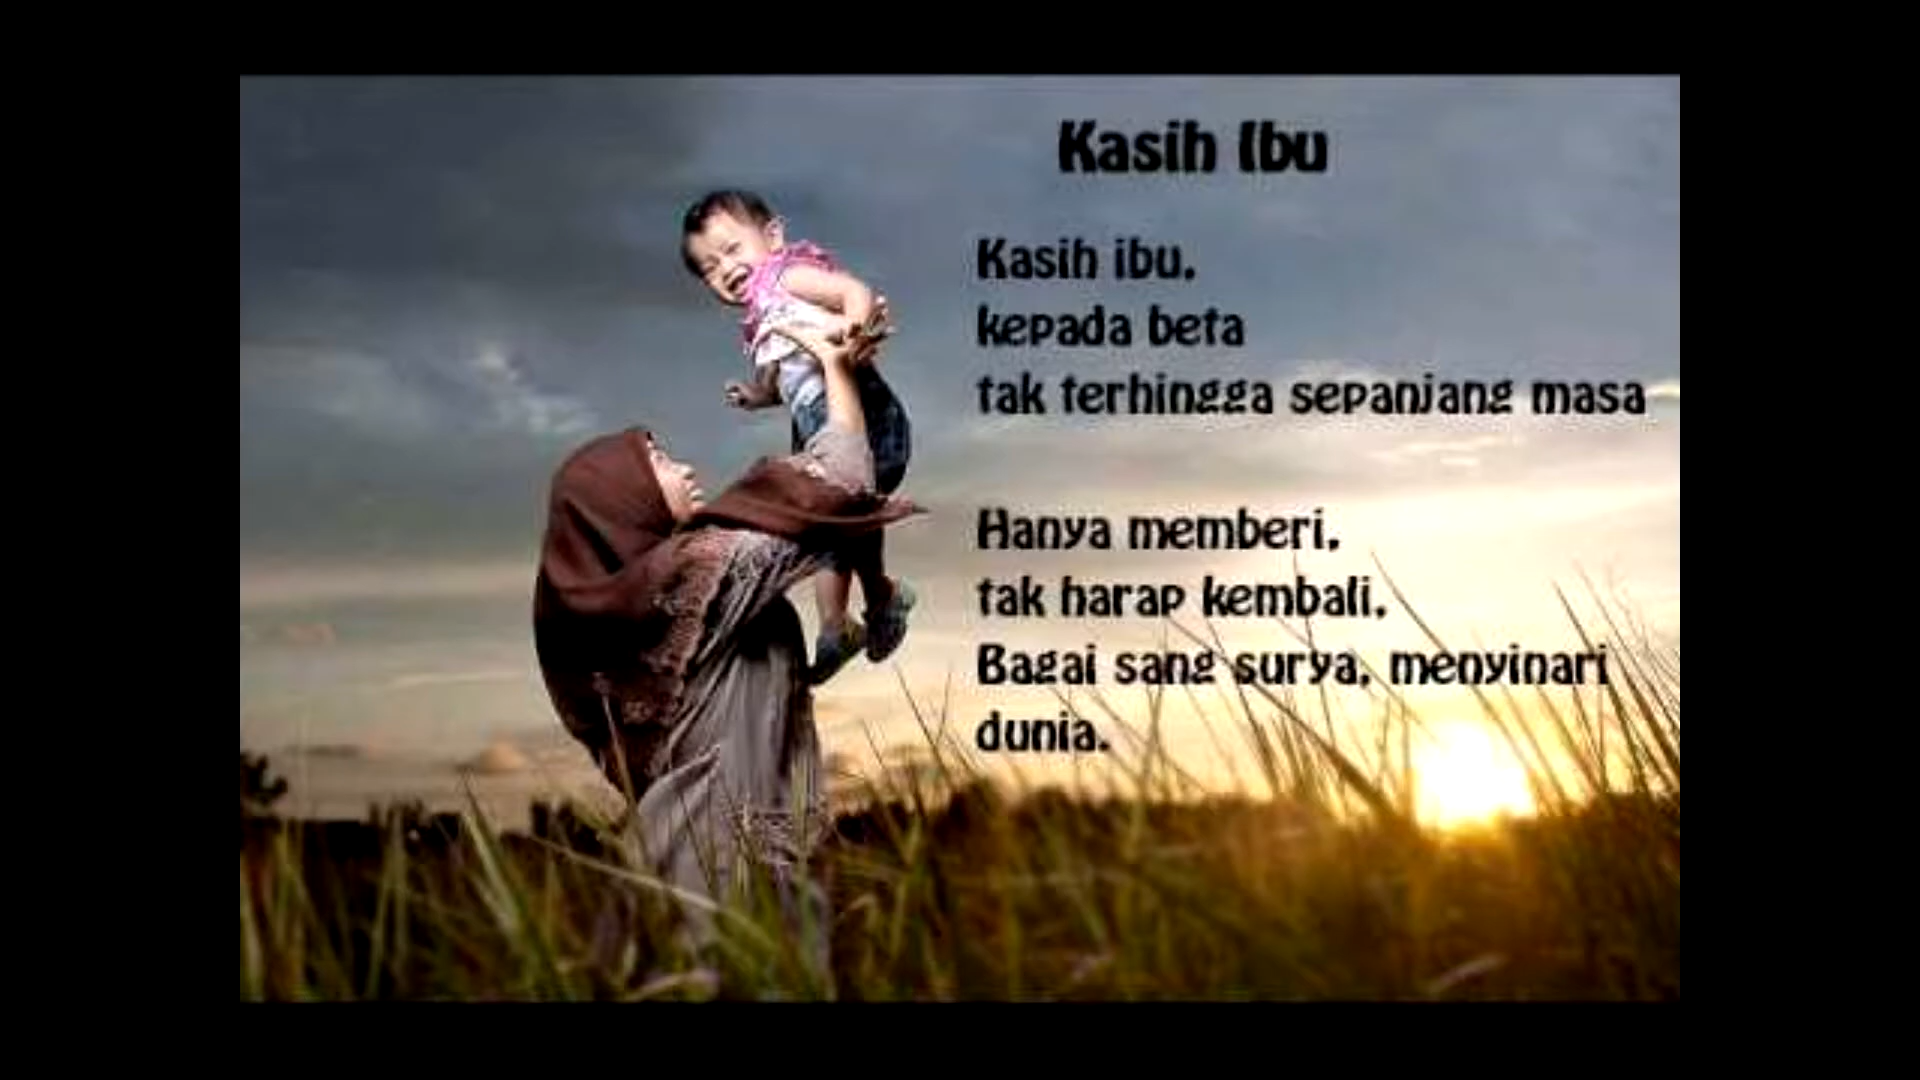 Kasih Ibu
Kasih ibu,
kepada beta
tak terhingga sepanjang masa
Hanya memberi,
tak harap kembali,
Bagai sang surya, menyinari
dunia.